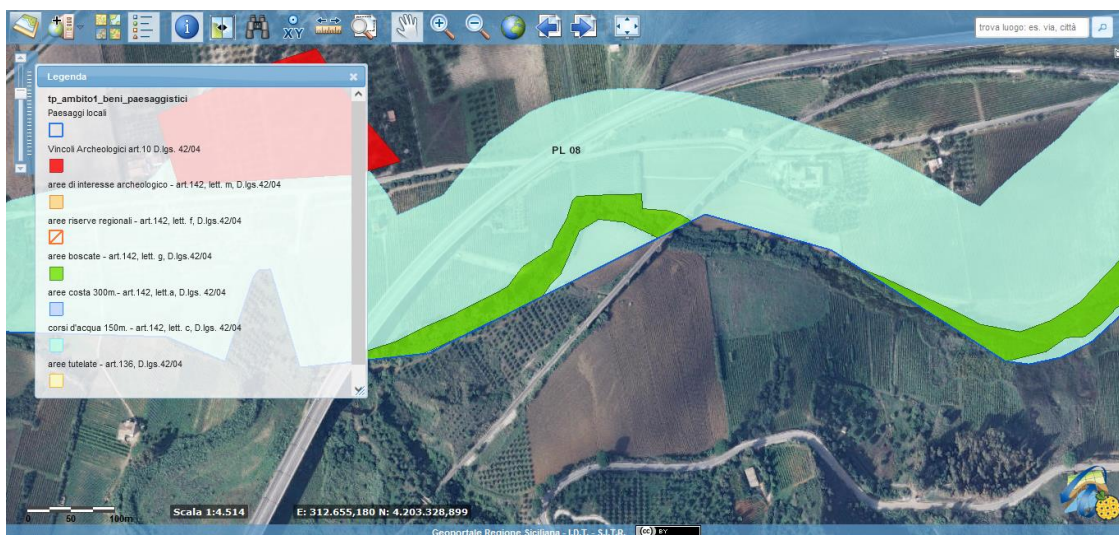 XY
trova luogo: es. via, città
Legenda
tp_ambito1_beni_paesaggistici
Paesaggi locali
Vincoli Archeologici art.10 D.lgs. 42/04
aree di interesse archeologico - art.142, lett. m, D.lgs.42/04
aree riserve regionali - art.142, lett. f, D.lgs.42/04
aree boscate - art.142, lett. g, D.lgs.42/04
aree costa 300m.- art.142, lett.a, D.lgs. 42/04
corsi d'acqua 150m. - art.142, lett. c, D.lgs. 42/04
aree tutelate - art.136, D.lgs.42/04
PL 08
0 50 100m
Scala 1:4.514
E: 312.655,180 N: 4.203.328,899
Geoportale Regione Siciliana - I.D.T. - S.I.T.R.
cc BY